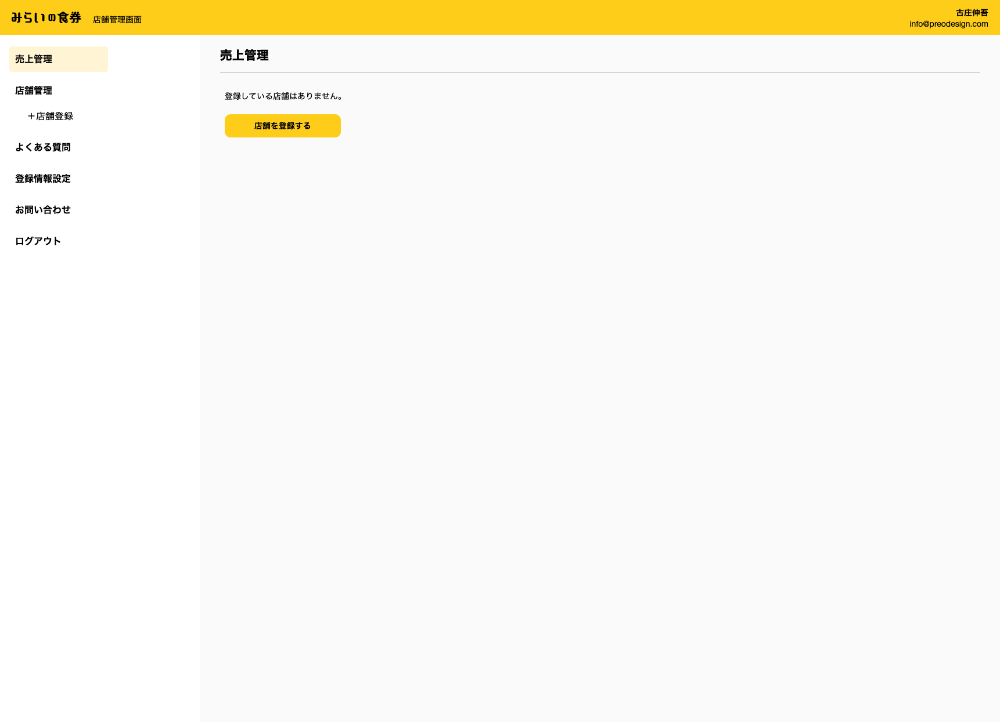 みらいの食券 店舗管理画面
古庄伸吾
info@preodesign.com
売上管理
店舗管理
＋店舗登録
よくある質問
登録情報設定
お問い合わせ
ログアウト
売上管理
登録している店舗はありません。
店舗を登録する